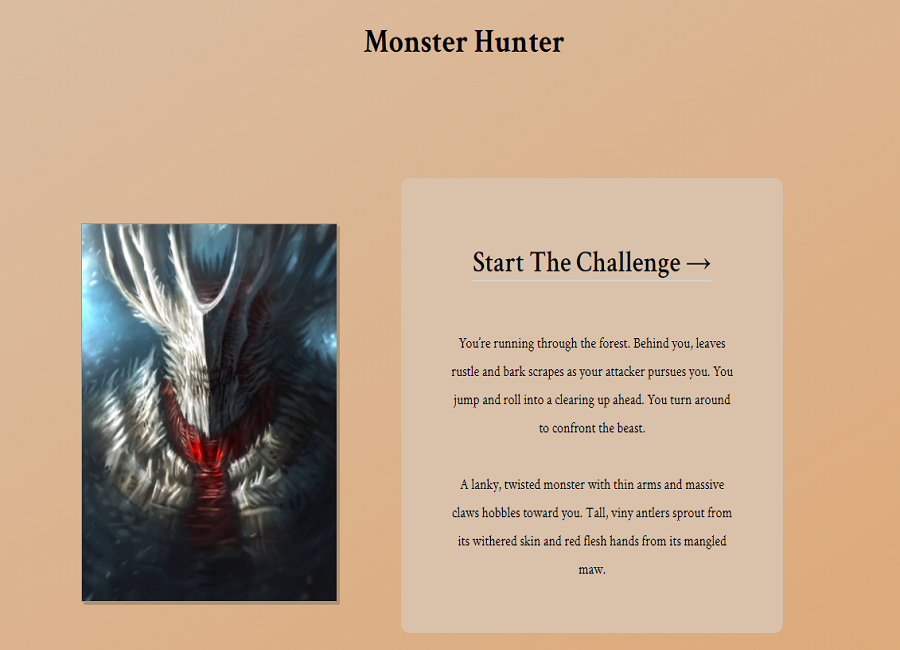 Monster Hunter
Start The Challenge →
You're running through the forest. Behind you, leaves
rustle and bark scrapes as your attacker pursues you. You
jump and roll into a clearing up ahead. You turn around
to confront the beast.
A lanky, twisted monster with thin arms and massive
claws hobbles toward you. Tall, viny antlers sprout from
its withered skin and red flesh hands from its mangled
maw.